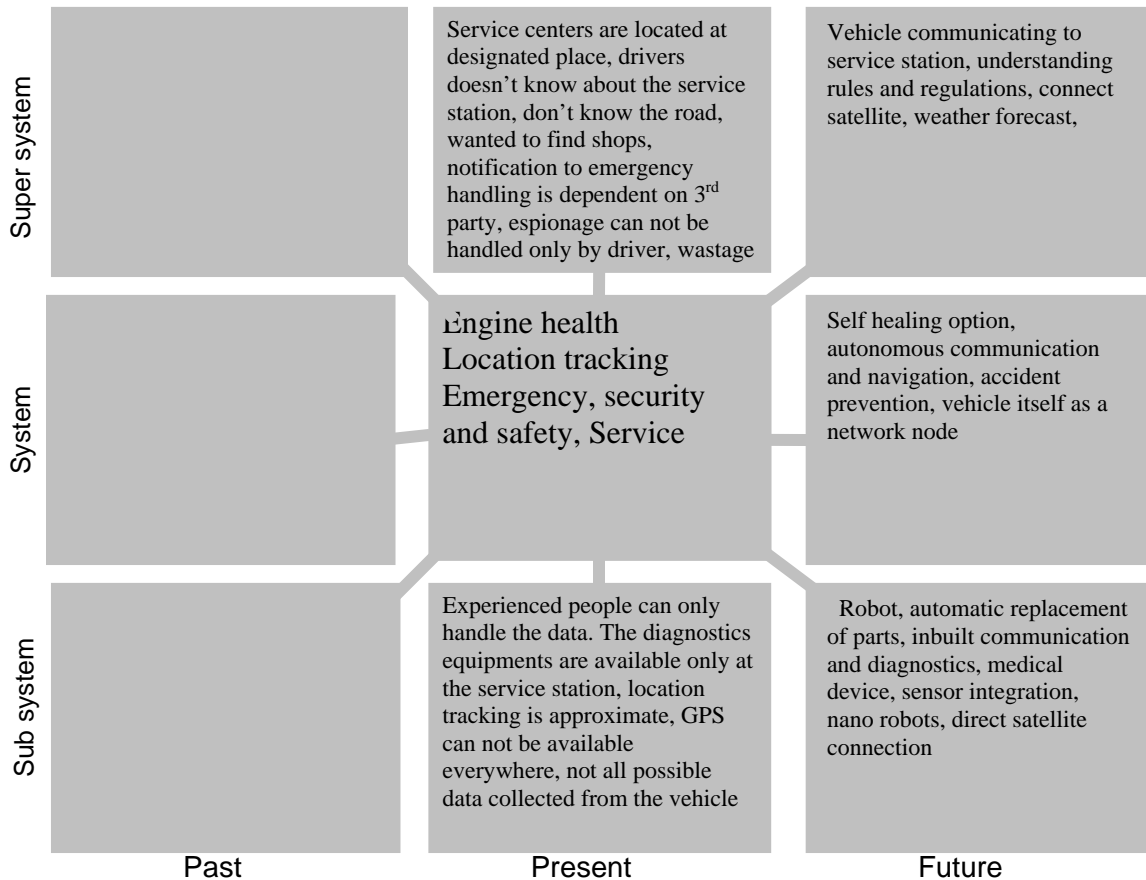 Super system
Service centers are located at
designated place, drivers
doesn’t know about the service
station, don’t know the road,
wanted to find shops,
notification to emergency
handling is dependent on 3rd
party, espionage can not be
handled only by driver, wastage
Vehicle communicating to
service station, understanding
rules and regulations, connect
satellite, weather forecast,
System
Engine health
Location tracking
Emergency, security
and safety, Service
Self healing option,
autonomous communication
and navigation, accident
prevention, vehicle itself as a
network node
Sub system
Experienced people can only
handle the data. The diagnostics
equipments are available only at
the service station, location
tracking is approximate, GPS
can not be available
everywhere, not all possible
data collected from the vehicle
Robot, automatic replacement
of parts, inbuilt communication
and diagnostics, medical
device, sensor integration,
nano robots, direct satellite
connection
Past
Present
Future